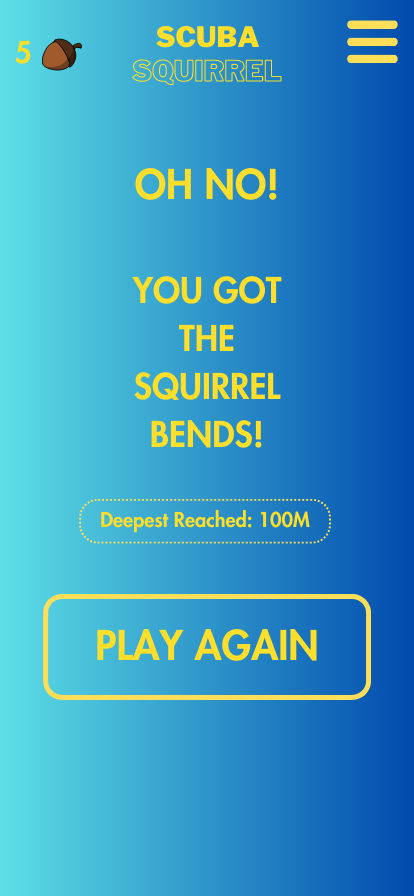 5
SCUBA
SQUIRREL
OH NO!
YOU GOT
THE
SQUIRREL
BENDS!
Deepest Reached: 100M
PLAY AGAIN